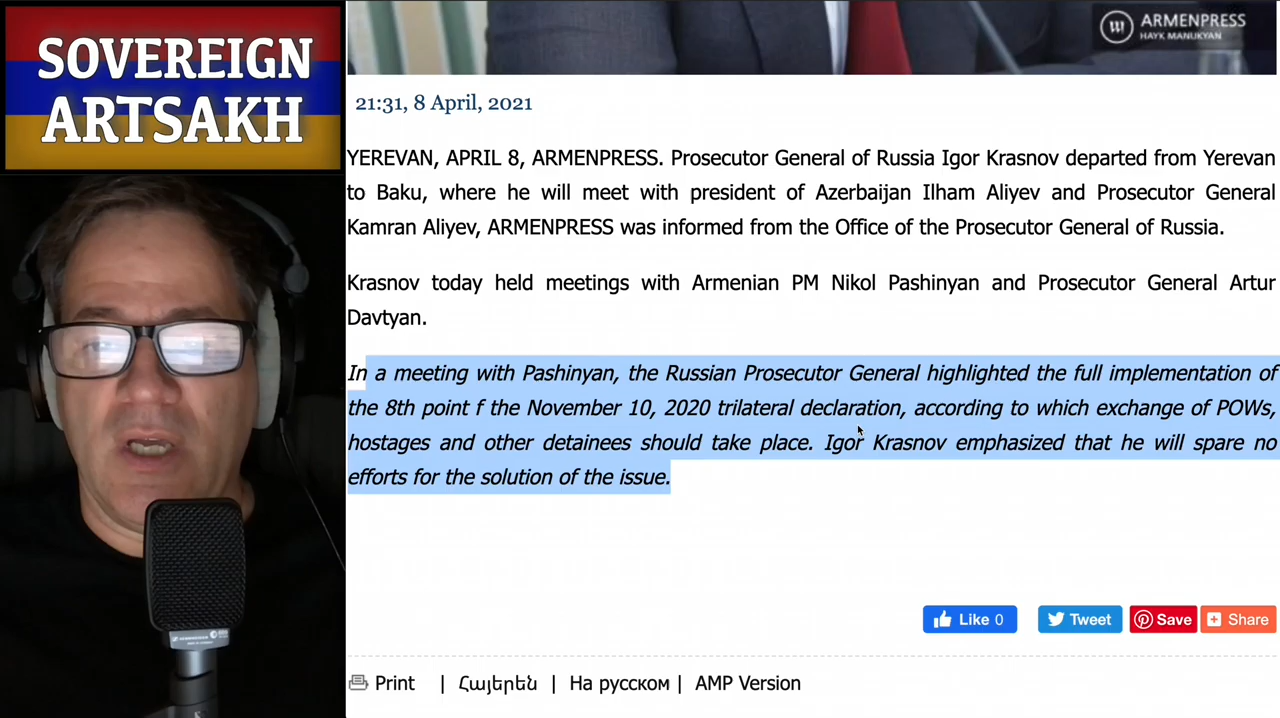 SOVEREIGN
ARTSAKH
ARMENPRESS
HAYK MANUKYAN
21:31, 8 April, 2021
YEREVAN, APRIL 8, ARMENPRESS. Prosecutor General of Russia Igor Krasnov departed from Yerevan
to Baku, where he will meet with president of Azerbaijan Ilham Aliyev and Prosecutor General
Kamran Aliyev, ARMENPRESS was informed from the Office of the Prosecutor General of Russia.
Krasnov today held meetings with Armenian PM Nikol Pashinyan and Prosecutor General Artur
Davtyan.
In a meeting with Pashinyan, the Russian Prosecutor General highlighted the full implementation of
the 8th point f the November 10, 2020 trilateral declaration, according to which exchange of POWs,
hostages and other detainees should take place. Igor Krasnov emphasized that he will spare no
efforts for the solution of the issue.
Like 0 Tweet Save Share
Print | Հայերեն | На русском | AMP Version
SENNHEISER